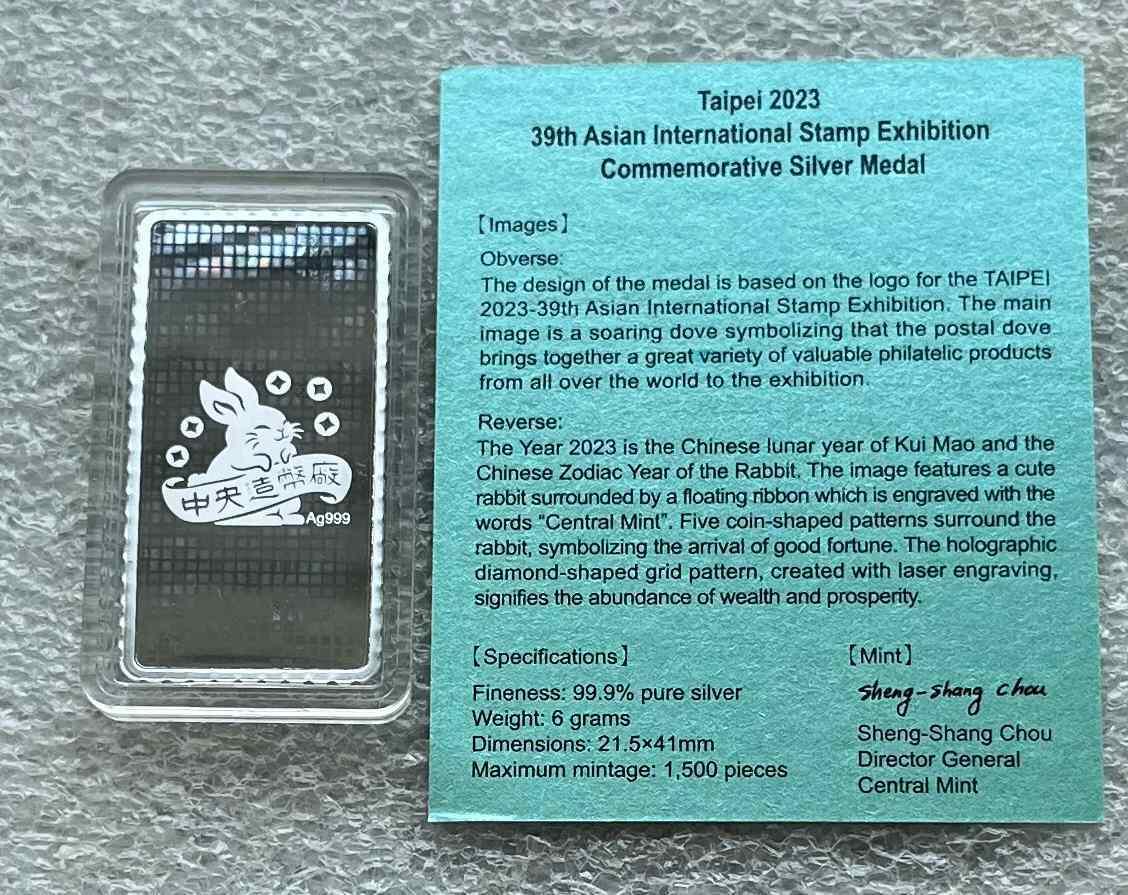 中央造幣廠
Ag999
Taipei 2023
39th Asian International Stamp Exhibition
Commemorative Silver Medal
【Images】
Obverse:
The design of the medal is based on the logo for the TAIPEI
2023-39th Asian International Stamp Exhibition. The main
image is a soaring dove symbolizing that the postal dove
brings together a great variety of valuable philatelic products
from all over the world to the exhibition.
Reverse:
The Year 2023 is the Chinese lunar year of Kui Mao and the
Chinese Zodiac Year of the Rabbit. The image features a cute
rabbit surrounded by a floating ribbon which is engraved with the
words “Central Mint”. Five coin-shaped patterns surround the
rabbit, symbolizing the arrival of good fortune. The holographic
diamond-shaped grid pattern, created with laser engraving,
signifies the abundance of wealth and prosperity.
【Specifications】
Fineness: 99.9% pure silver
Weight: 6 grams
Dimensions: 21.5×41mm
Maximum mintage: 1,500 pieces
【Mint】
Sheng-Shang Chou
Sheng-Shang Chou
Director General
Central Mint